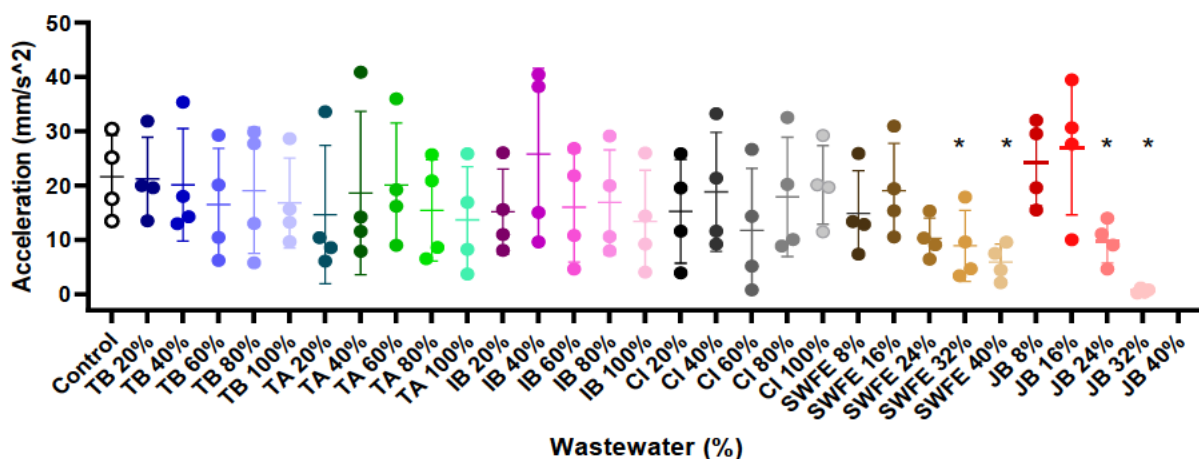 Acceleration (mm/s^2)
50
40
30
20
10
0
* * * *
Control TB 20% TB 40% TB 60% TB 80% TB 100% TA 20% TA 40% TA 60% TA 80% TA 100% IB 20% IB 40% IB 60% IB 80% IB 100% CI 20% CI 40% CI 60% CI 80% CI 100% SWFE 8% SWFE 16% SWFE 24% SWFE 32% SWFE 40% JB 8% JB 16% JB 24% JB 32% JB 40%
Wastewater (%)